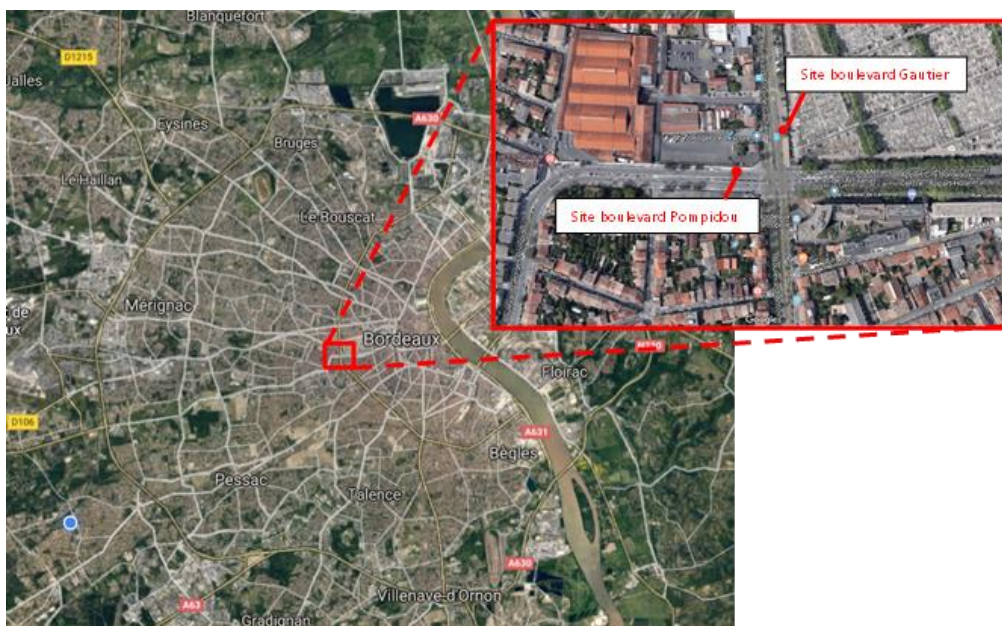 Blanquefort
D1215
Jalles
A630
Eysines
Bruges
Le Haillan
Le Bouscat
Mérignac
Bordeaux
Floirac
D106
A631
Bègles
Pessac
Talence
A630
Villenave-d'Ornon
A63
Gradignan
Site boulevard Gautier
Site boulevard Pompidou
Google